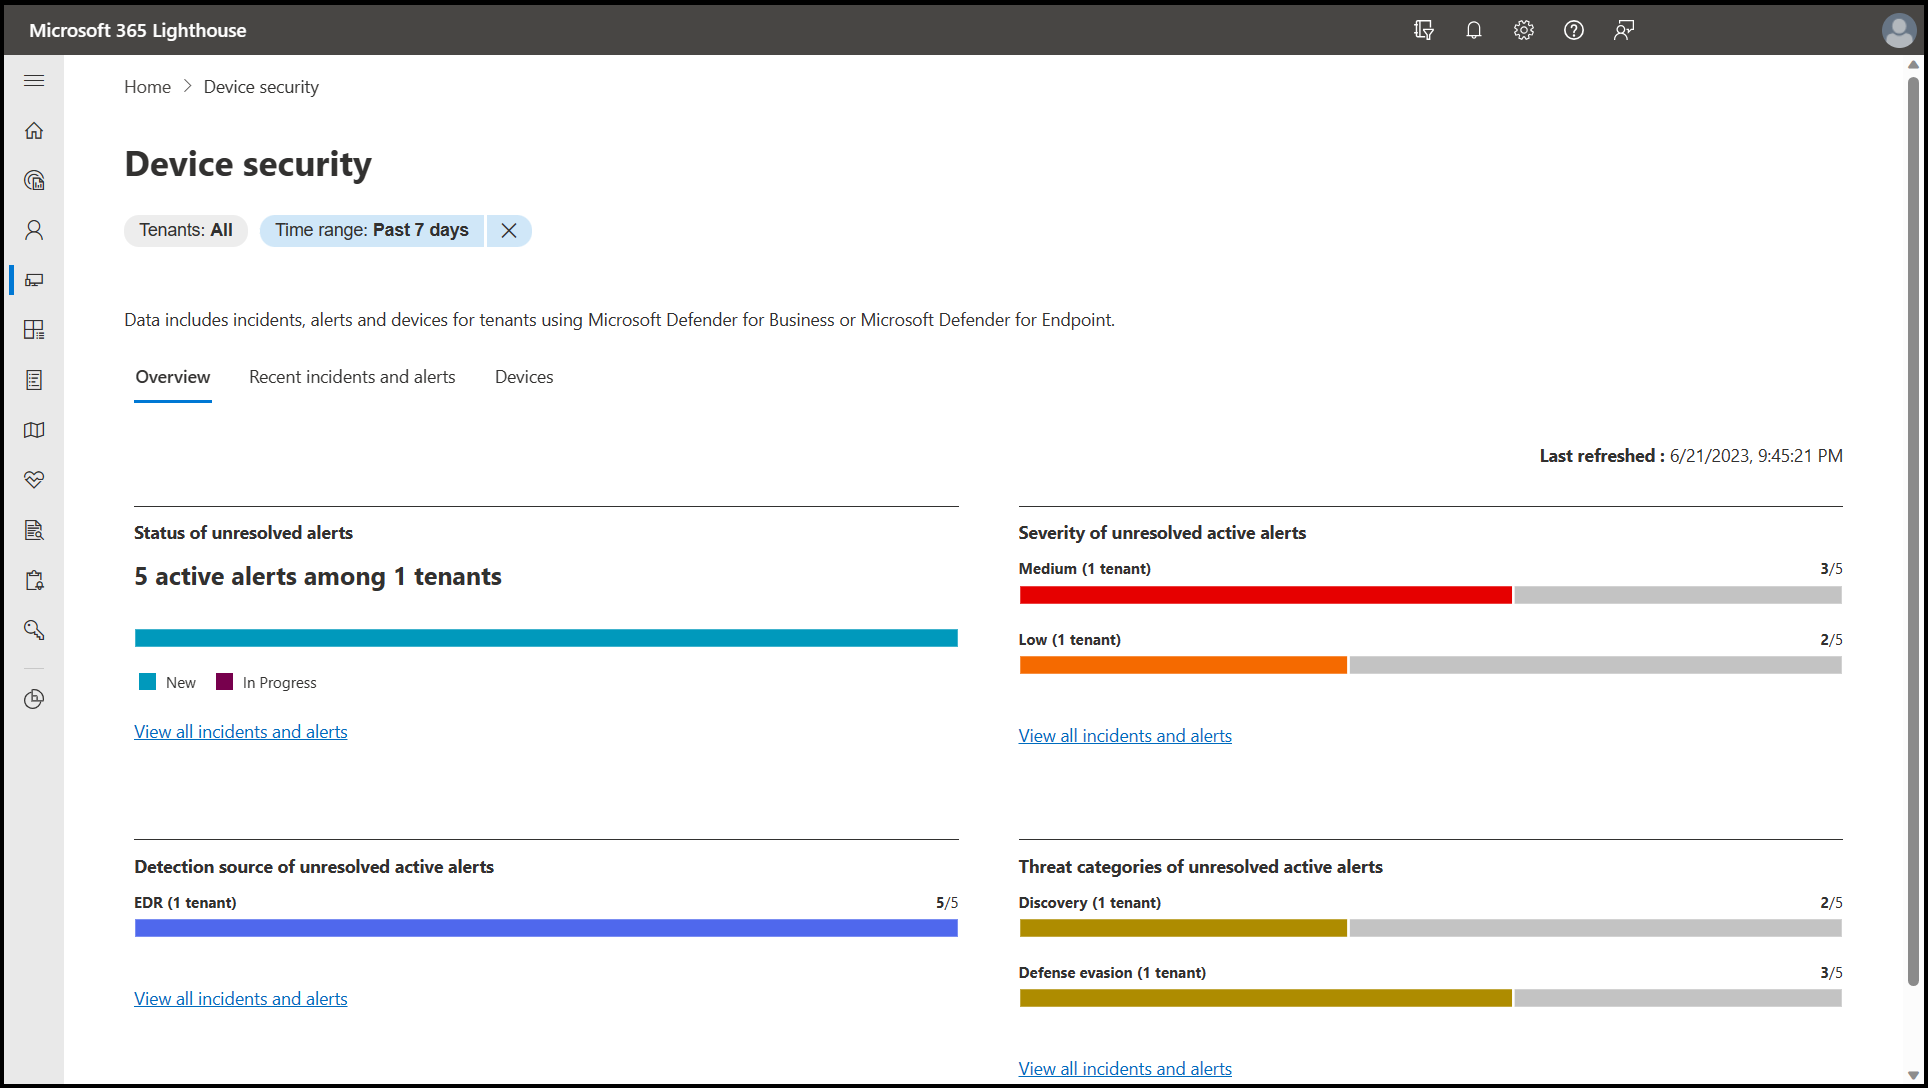 Microsoft 365 Lighthouse
Home > Device security
Device security
Tenants: All
Time range: Past 7 days
Data includes incidents, alerts and devices for tenants using Microsoft Defender for Business or Microsoft Defender for Endpoint.
Overview
Recent incidents and alerts
Devices
Last refreshed : 6/21/2023, 9:45:21 PM
Status of unresolved alerts
5 active alerts among 1 tenants
New
In Progress
View all incidents and alerts
Severity of unresolved active alerts
Medium (1 tenant) 3/5
Low (1 tenant) 2/5
View all incidents and alerts
Detection source of unresolved active alerts
EDR (1 tenant) 5/5
View all incidents and alerts
Threat categories of unresolved active alerts
Discovery (1 tenant) 2/5
Defense evasion (1 tenant) 3/5
View all incidents and alerts